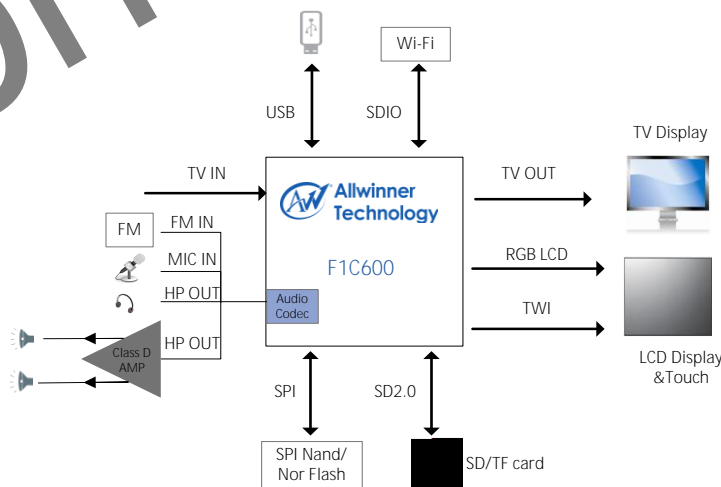 Wi-Fi
USB
SDIO
TV Display
TV IN
TV OUT
Allwinner
Technology
FM
FM IN
MIC IN
RGB LCD
F1C600
HP OUT
Audio
Codec
TWI
HP OUT
Class D
AMP
LCD Display
&Touch
SPI
SD2.0
SPI Nand/
Nor Flash
SD/TF card